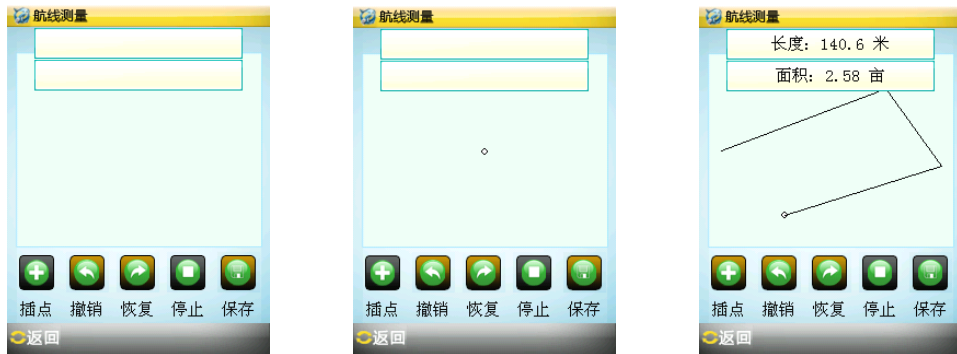 航线测量
插点 撤销 恢复 停止 保存
返回
航线测量
插点 撤销 恢复 停止 保存
返回
航线测量
长度: 140.6 米
面积: 2.58 亩
插点 撤销 恢复 停止 保存
返回